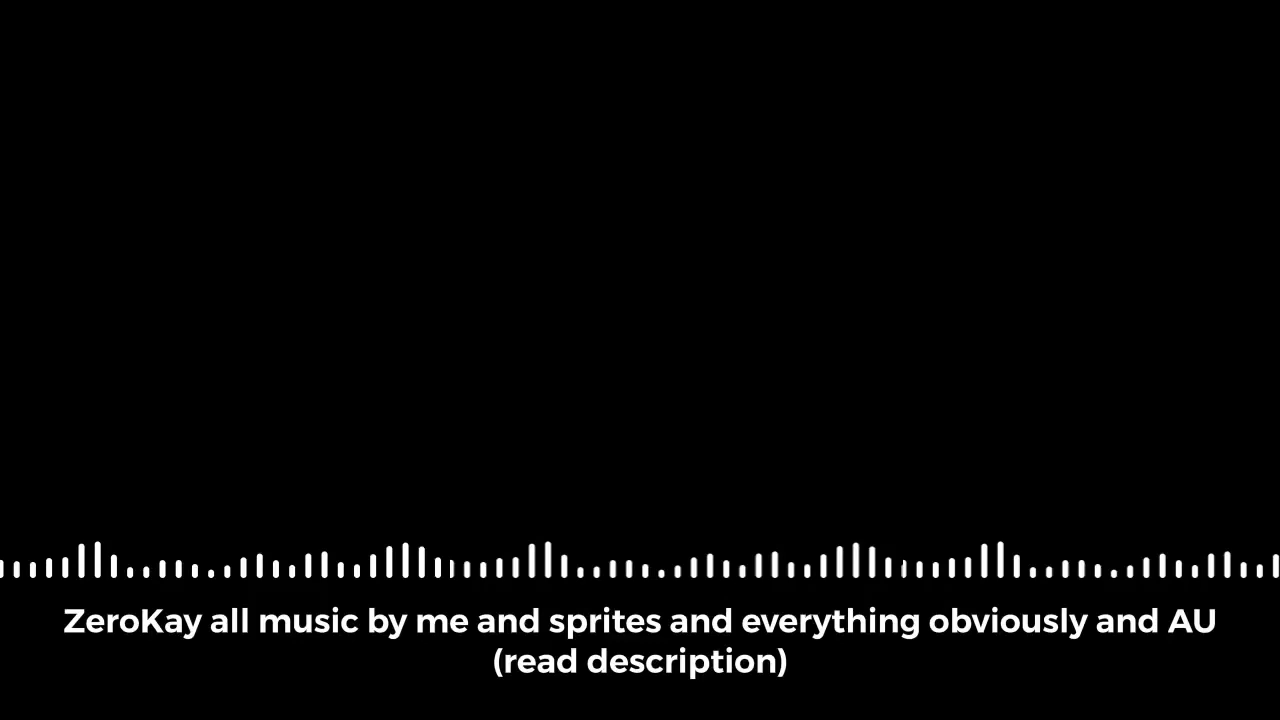 ZeroKay all music by me and sprites and everything obviously and AU
(read description)